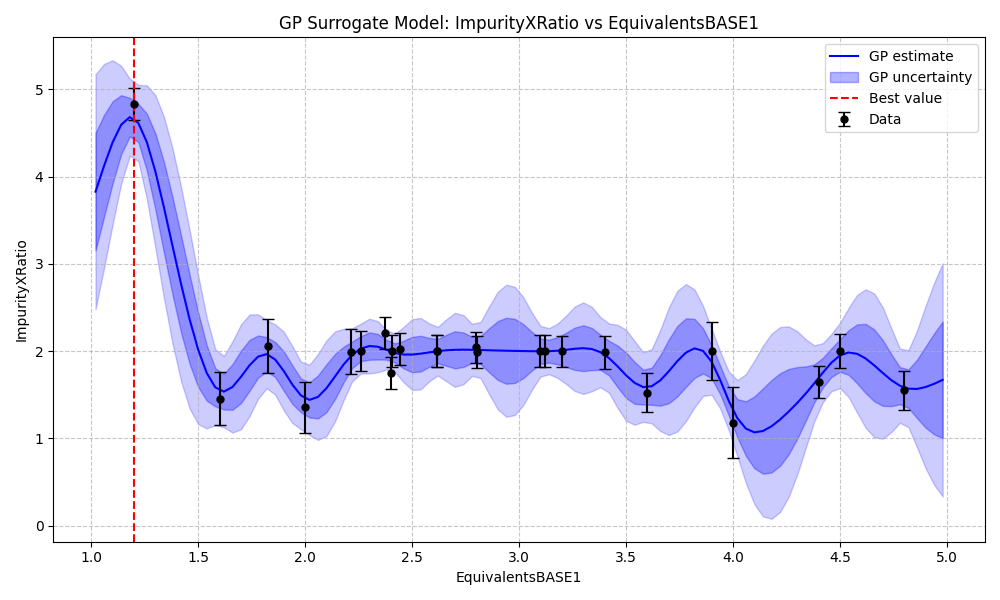 GP Surrogate Model: ImpurityXRatio vs EquivalentsBASE1
GP estimate
GP uncertainty
Best value
Data
ImpurityXRatio
5
4
3
2
1
0
1.0 1.5 2.0 2.5 3.0 3.5 4.0 4.5 5.0
EquivalentsBASE1